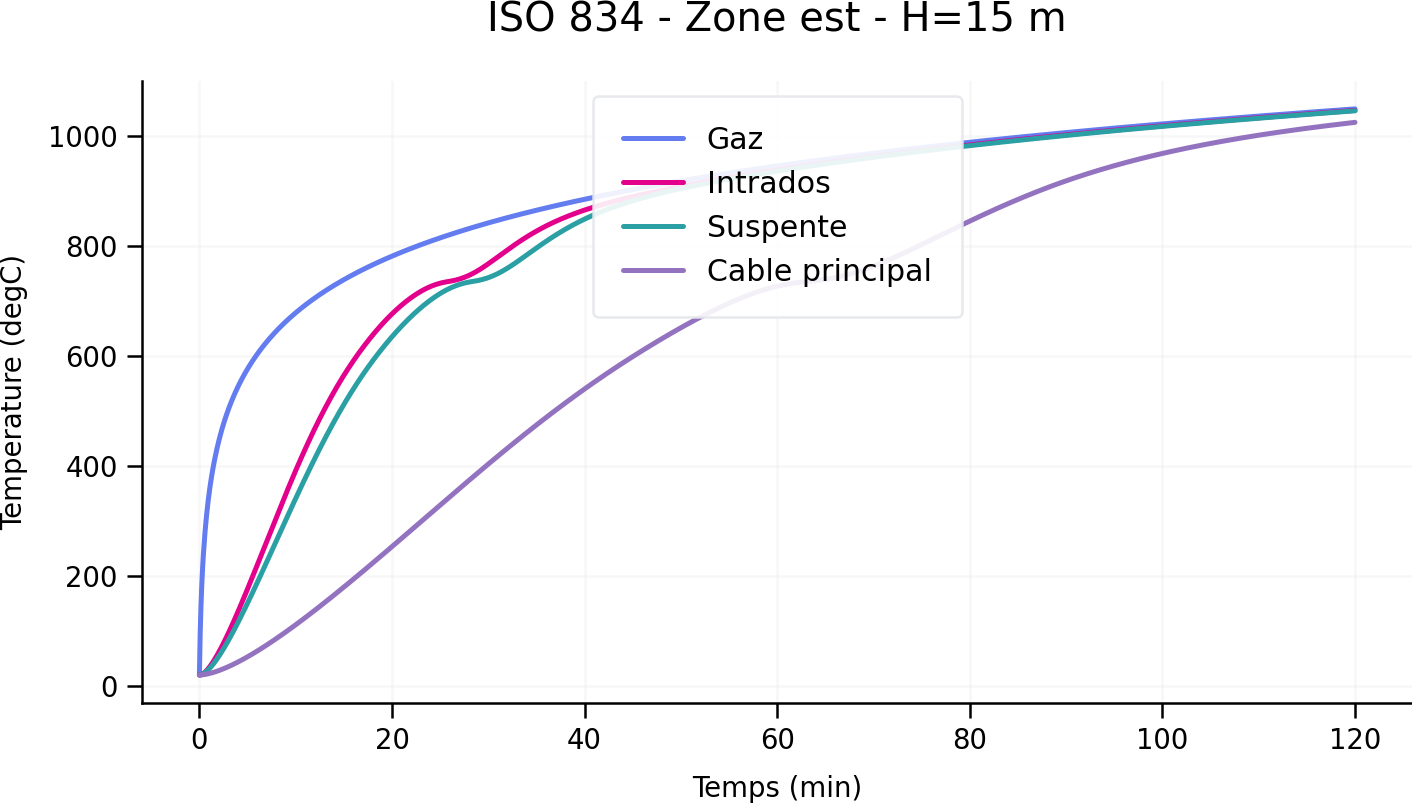 ISO 834 - Zone est - H=15 m
Gaz
Intrados
Suspente
Cable principal
Temperature (degC)
1000
800
600
400
200
0
0 20 40 60 80 100 120
Temps (min)